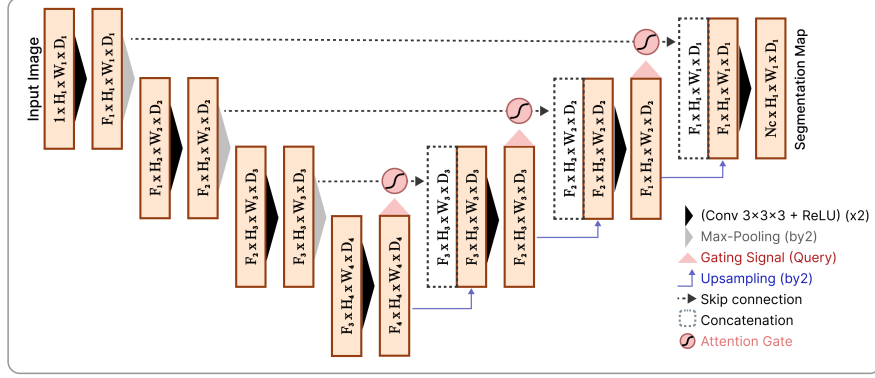 Input Image
1 x H₁ x W₁ x D₁
F₁ x H₁ x W₁ x D₁
F₁ x H₂ x W₂ x D₂
F₂ x H₂ x W₂ x D₂
F₂ x H₃ x W₃ x D₃
F₃ x H₃ x W₃ x D₃
F₃ x H₄ x W₄ x D₄
F₄ x H₄ x W₄ x D₄
F₃ x H₃ x W₃ x D₃
F₃ x H₃ x W₃ x D₃
F₂ x H₃ x W₃ x D₃
F₂ x H₂ x W₂ x D₂
F₂ x H₂ x W₂ x D₂
F₁ x H₂ x W₂ x D₂
F₁ x H₁ x W₁ x D₁
F₁ x H₁ x W₁ x D₁
Nc x H₁ x W₁ x D₁
Segmentation Map
(Conv 3×3×3 + ReLU) (x2)
Max-Pooling (by2)
Gating Signal (Query)
Upsampling (by2)
Skip connection
Concatenation
Attention Gate